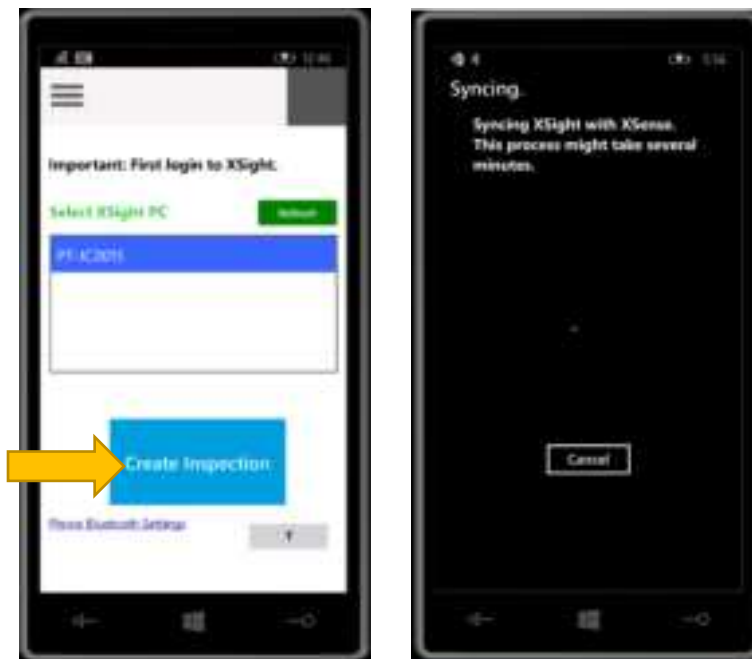 Important: First login to XSight.
Select XSight PC
Refresh
Create Inspection
Phone Bluetooth Settings
?
Syncing.
Syncing XSight with XSense.
This process might take several
minutes.
Cancel